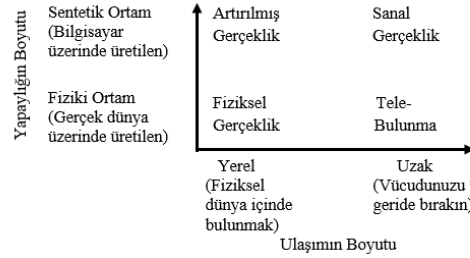 Yapaylığın Boyutu
Sentetik Ortam
(Bilgisayar
üzerinde üretilen)
Artırılmış
Gerçeklik
Sanal
Gerçeklik
Fiziki Ortam
(Gerçek dünya
üzerinde üretilen)
Fiziksel
Gerçeklik
Tele-
Bulunma
Yerel
(Fiziksel
dünya içinde
bulunmak)
Uzak
(Vücudunuzu
geride bırakın)
Ulaşımın Boyutu